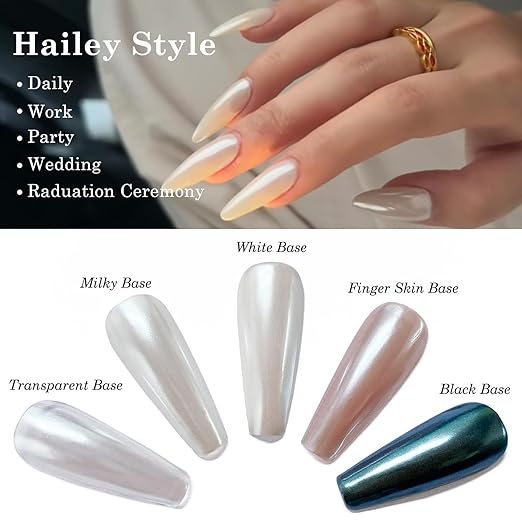 Hailey Style
• Daily
• Work
• Party
• Wedding
• Raduation Ceremony
White Base
Milky Base
Finger Skin Base
Transparent Base
Black Base